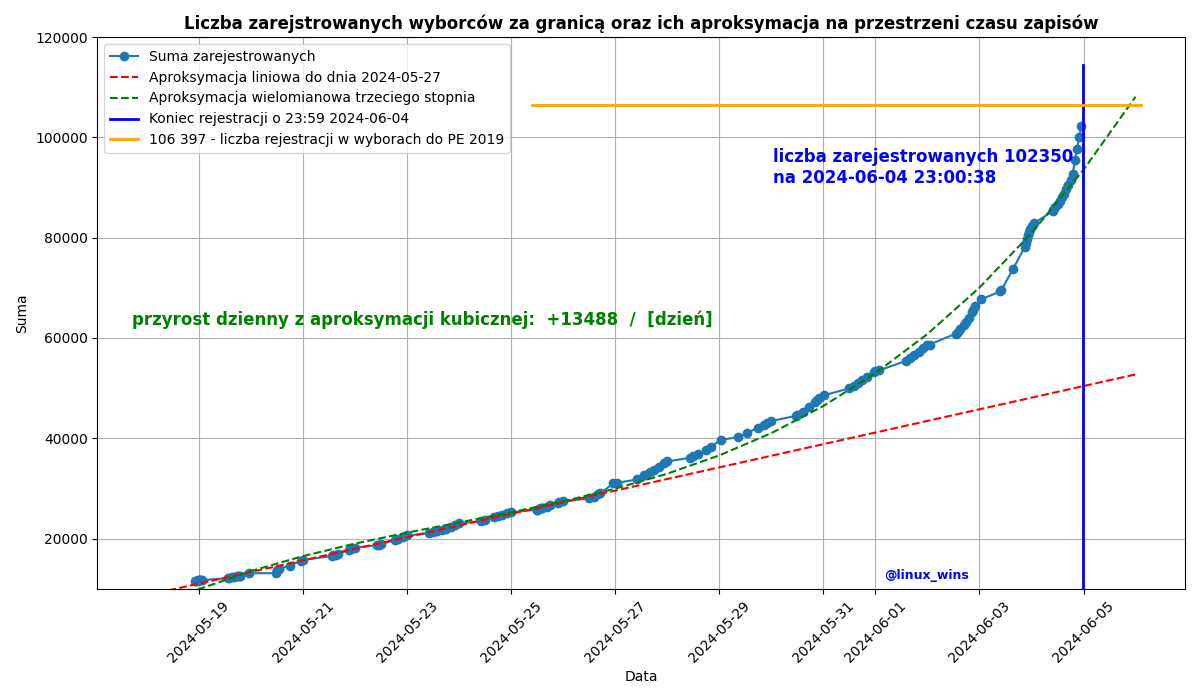 Liczba zarejstrowanych wyborców za granicą oraz ich aproksymacja na przestrzeni czasu zapisów
120000
100000
80000
60000
40000
20000
Suma
Suma zarejestrowanych
Aproksymacja liniowa do dnia 2024-05-27
Aproksymacja wielomianowa trzeciego stopnia
Koniec rejestracji o 23:59 2024-06-04
106 397 - liczba rejestracji w wyborach do PE 2019
liczba zarejestrowanych 102350
na 2024-06-04 23:00:38
przyrost dzienny z aproksymacji kubicznej: +13488 / [dzień]
@linux_wins
2024-05-19
2024-05-21
2024-05-23
2024-05-25
2024-05-27
2024-05-29
2024-05-31
2024-06-01
2024-06-03
2024-06-05
Data